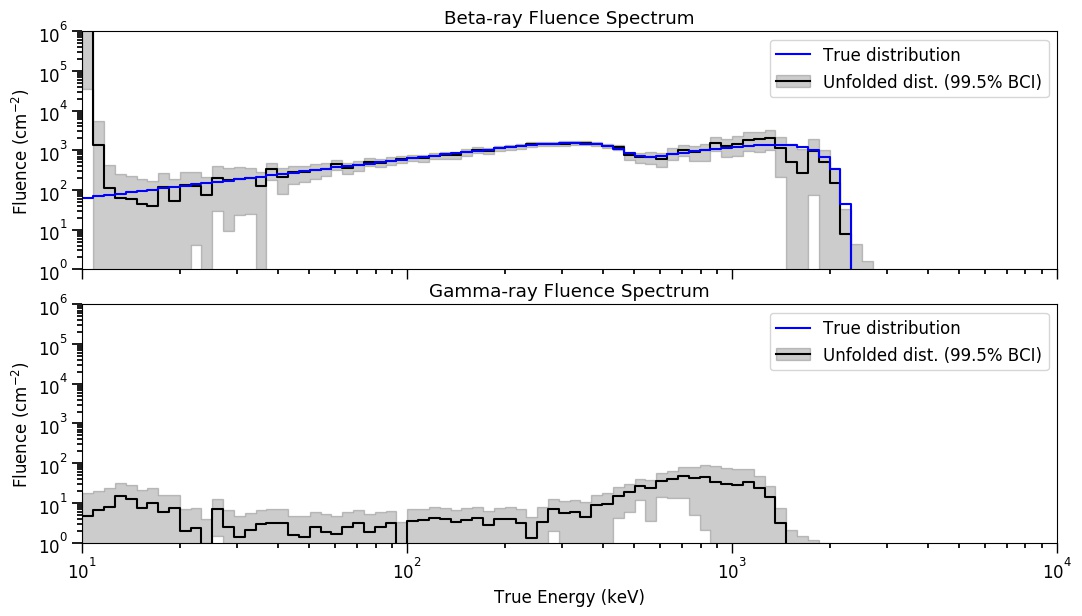 Beta-ray Fluence Spectrum
10⁶
10⁵
10⁴
10³
10²
10¹
10⁰
Fluence (cm⁻²)
True distribution
Unfolded dist. (99.5% BCI)
Gamma-ray Fluence Spectrum
10⁶
10⁵
10⁴
10³
10²
10¹
10⁰
Fluence (cm⁻²)
True distribution
Unfolded dist. (99.5% BCI)
10¹ 10² 10³ 10⁴
True Energy (keV)